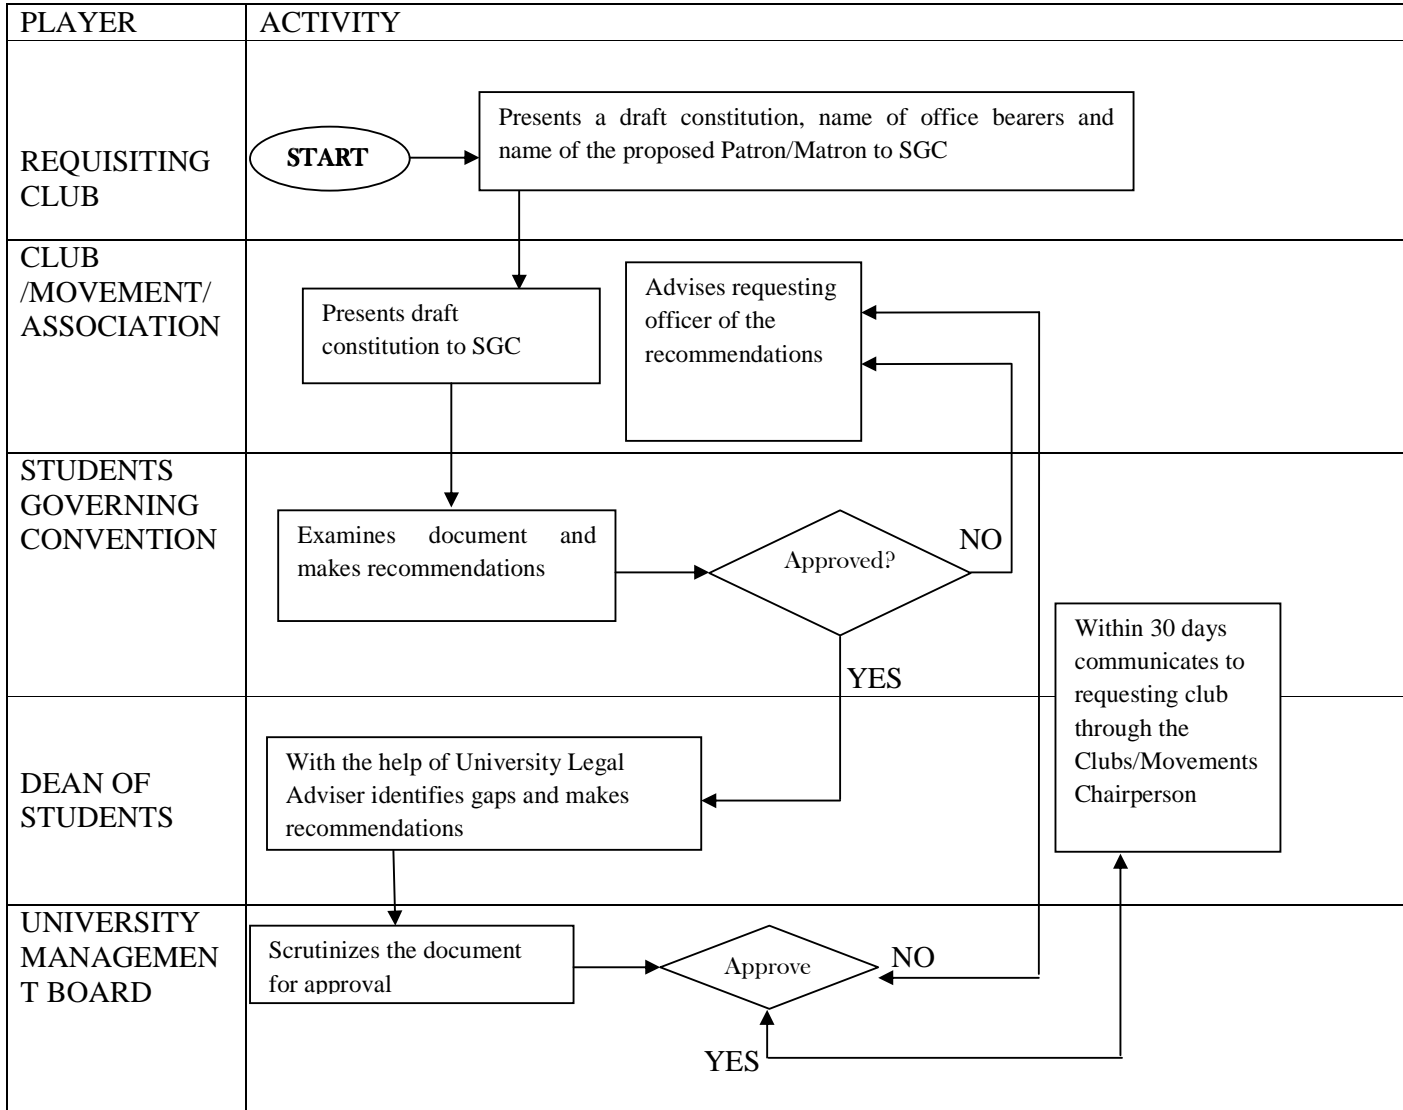 PLAYER
ACTIVITY
REQUISITING
CLUB
START
Presents a draft constitution, name of office bearers and
name of the proposed Patron/Matron to SGC
CLUB
/MOVEMENT/
ASSOCIATION
Presents draft
constitution to SGC
Advises requesting
officer of the
recommendations
STUDENTS
GOVERNING
CONVENTION
Examines document and
makes recommendations
Approved?
NO
YES
Within 30 days
communicates to
requesting club
through the
Clubs/Movements
Chairperson
DEAN OF
STUDENTS
With the help of University Legal
Adviser identifies gaps and makes
recommendations
UNIVERSITY
MANAGEMEN
T BOARD
Scrutinizes the document
for approval
Approve
NO
YES